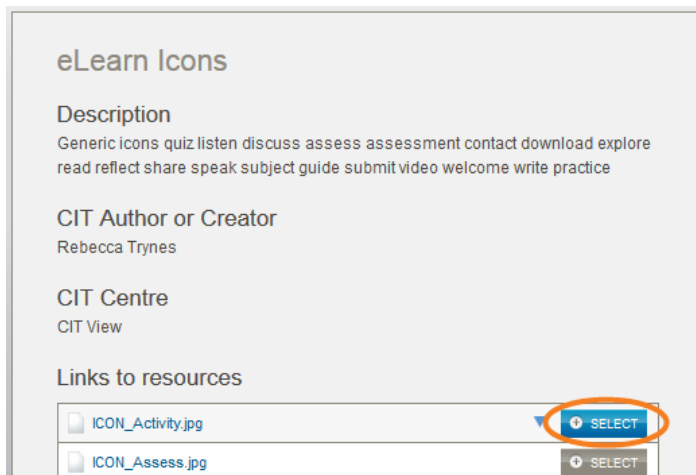 eLearn Icons
Description
Generic icons quiz listen discuss assess assessment contact download explore
read reflect share speak subject guide submit video welcome write practice
CIT Author or Creator
Rebecca Trynes
CIT Centre
CIT View
Links to resources
ICON_Activity.jpg SELECT
ICON_Assess.jpg SELECT